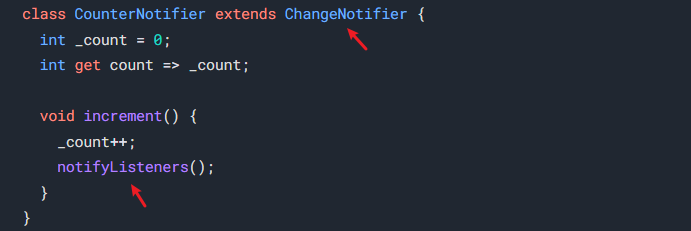 class CounterNotifier extends ChangeNotifier {
  int _count = 0;
  int get count => _count;

  void increment() {
    _count++;
    notifyListeners();
  }
}